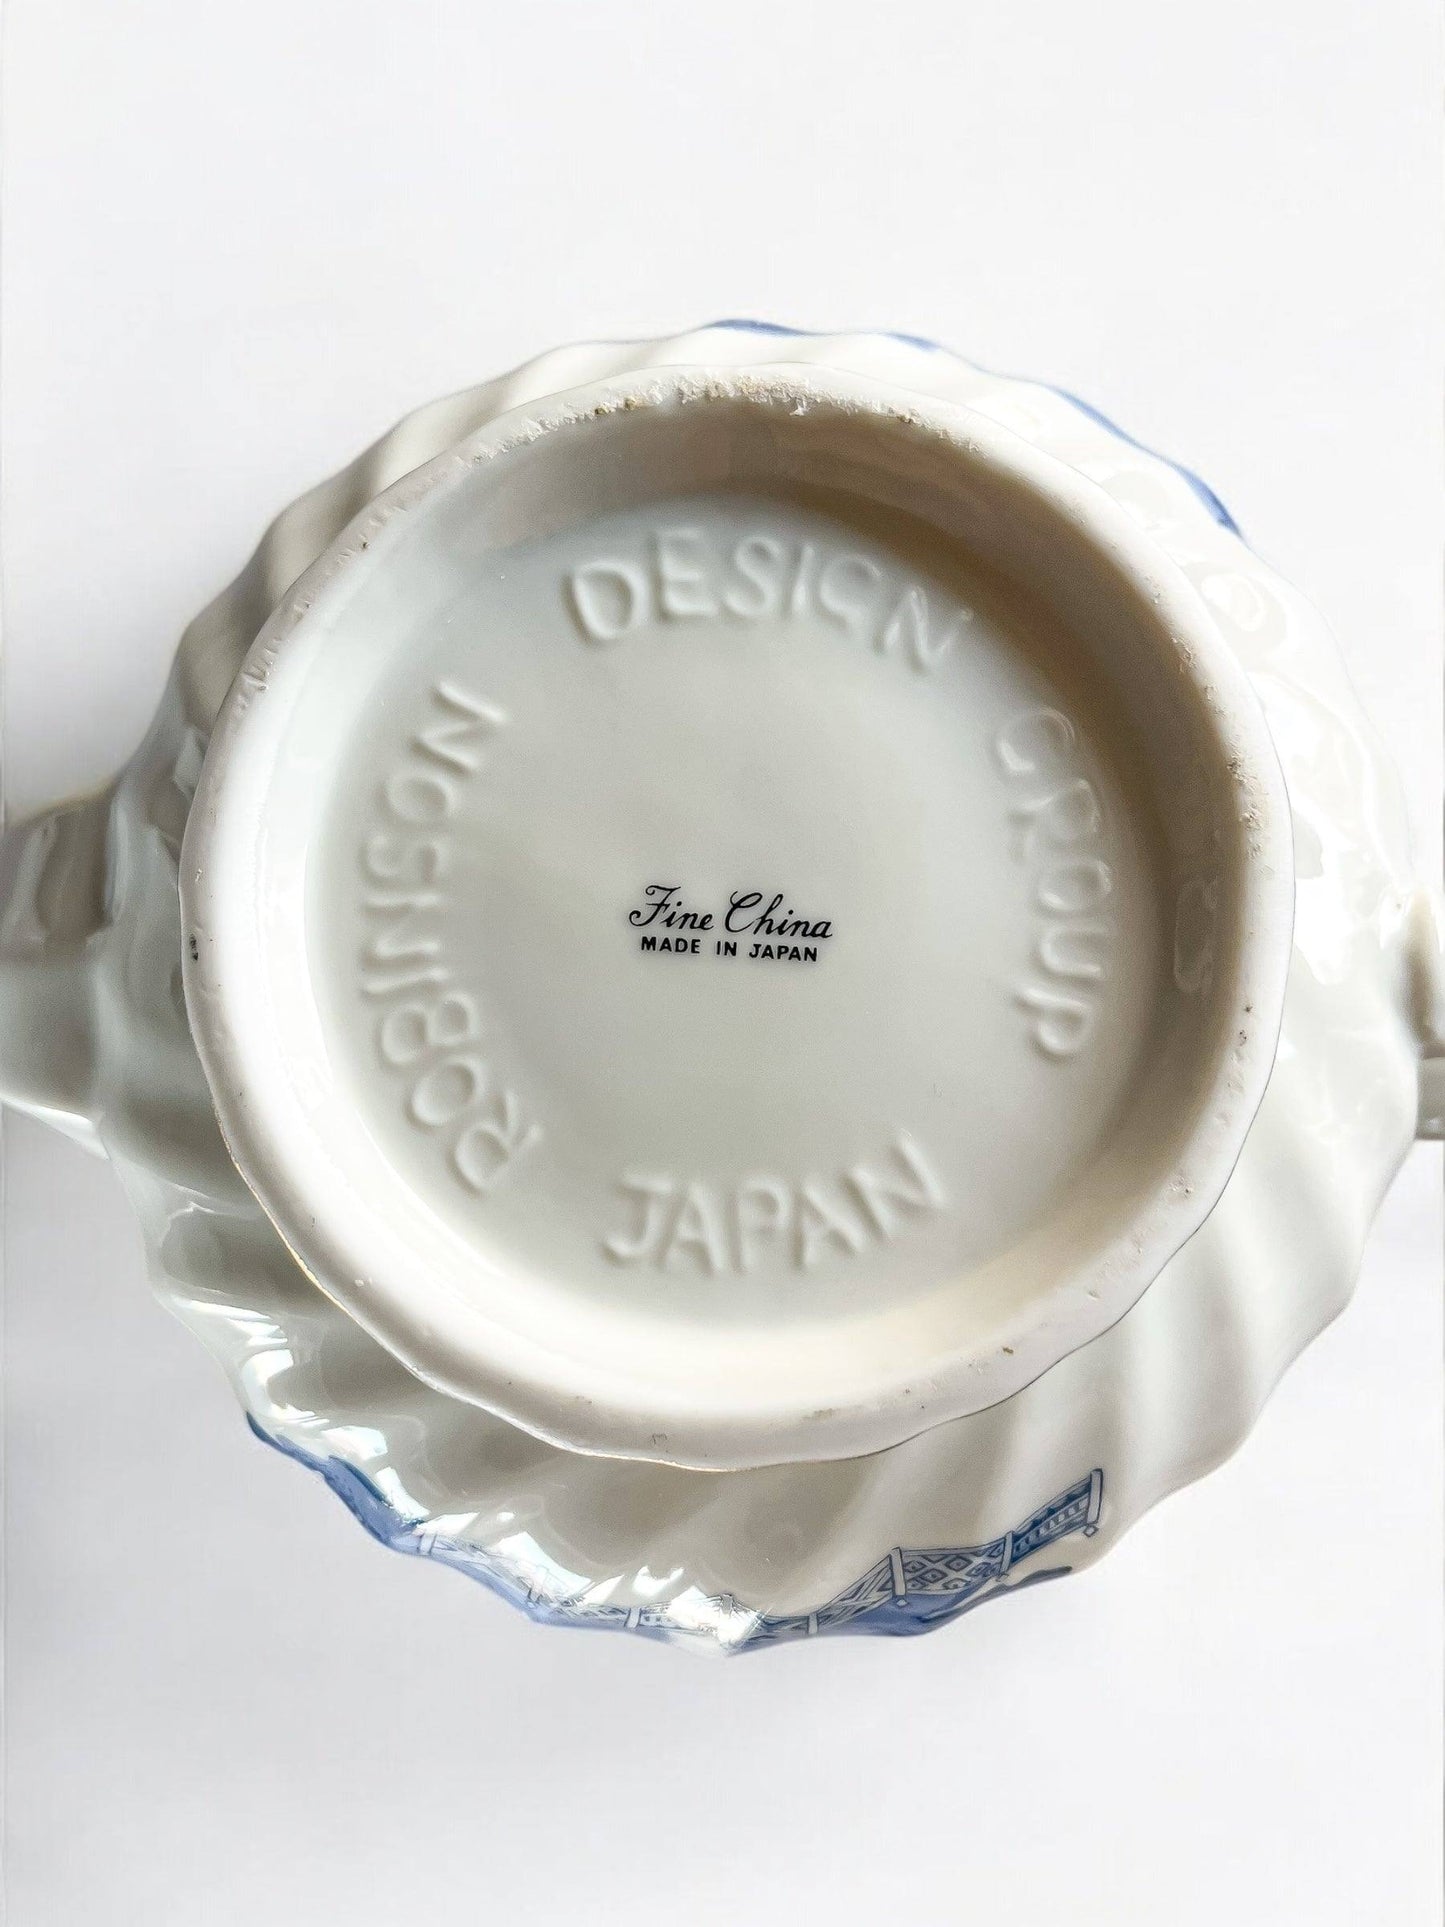 ROBINSON DESIGN GROUP
JAPAN
Fine China
MADE IN JAPAN